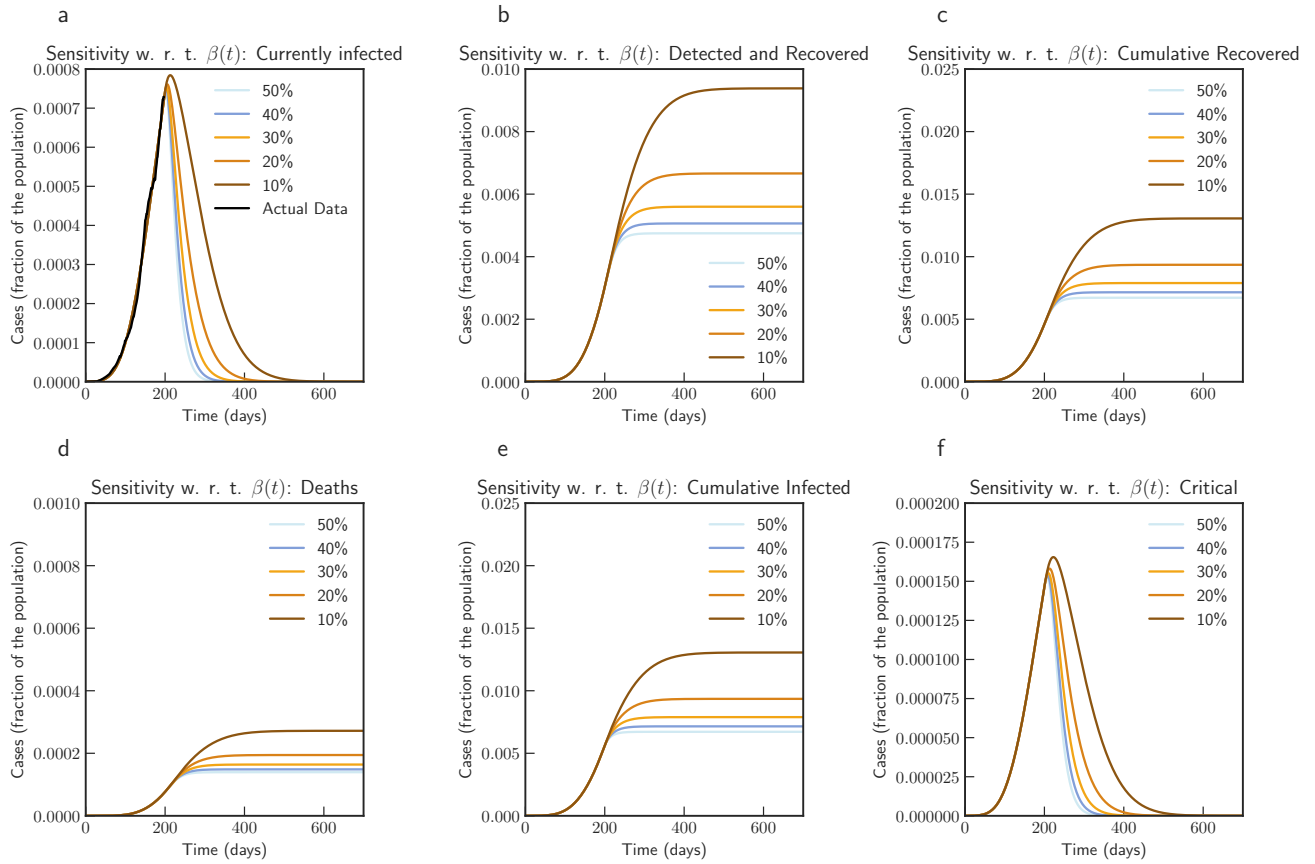 a
Sensitivity w. r. t. β(t): Currently infected
Cases (fraction of the population)
0.0008
0.0007
0.0006
0.0005
0.0004
0.0003
0.0002
0.0001
0.0000
50%
40%
30%
20%
10%
Actual Data
0 200 400 600
Time (days)
b
Sensitivity w. r. t. β(t): Detected and Recovered
Cases (fraction of the population)
0.010
0.008
0.006
0.004
0.002
0.000
50%
40%
30%
20%
10%
0 200 400 600
Time (days)
c
Sensitivity w. r. t. β(t): Cumulative Recovered
Cases (fraction of the population)
0.025
0.020
0.015
0.010
0.005
0.000
50%
40%
30%
20%
10%
0 200 400 600
Time (days)
d
Sensitivity w. r. t. β(t): Deaths
Cases (fraction of the population)
0.0010
0.0008
0.0006
0.0004
0.0002
0.0000
50%
40%
30%
20%
10%
0 200 400 600
Time (days)
e
Sensitivity w. r. t. β(t): Cumulative Infected
Cases (fraction of the population)
0.025
0.020
0.015
0.010
0.005
0.000
50%
40%
30%
20%
10%
0 200 400 600
Time (days)
f
Sensitivity w. r. t. β(t): Critical
Cases (fraction of the population)
0.000200
0.000175
0.000150
0.000125
0.000100
0.000075
0.000050
0.000025
0.000000
50%
40%
30%
20%
10%
0 200 400 600
Time (days)